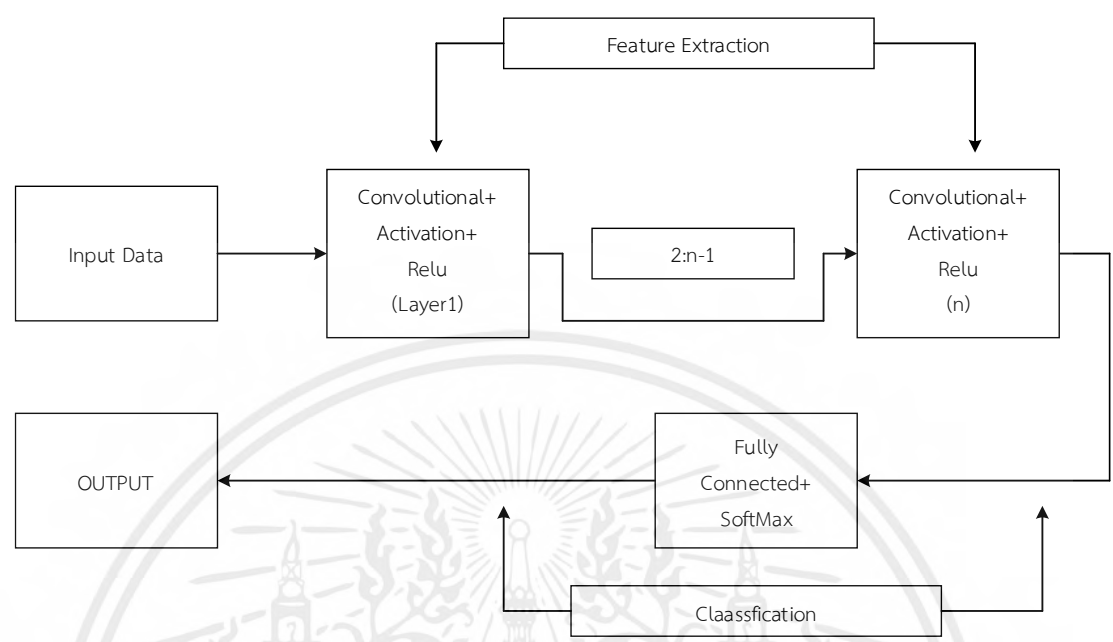 Feature Extraction
Input Data
Convolutional+
Activation+
Relu
(Layer1)
2:n-1
Convolutional+
Activation+
Relu
(n)
OUTPUT
Fully
Connected+
SoftMax
Claassfication